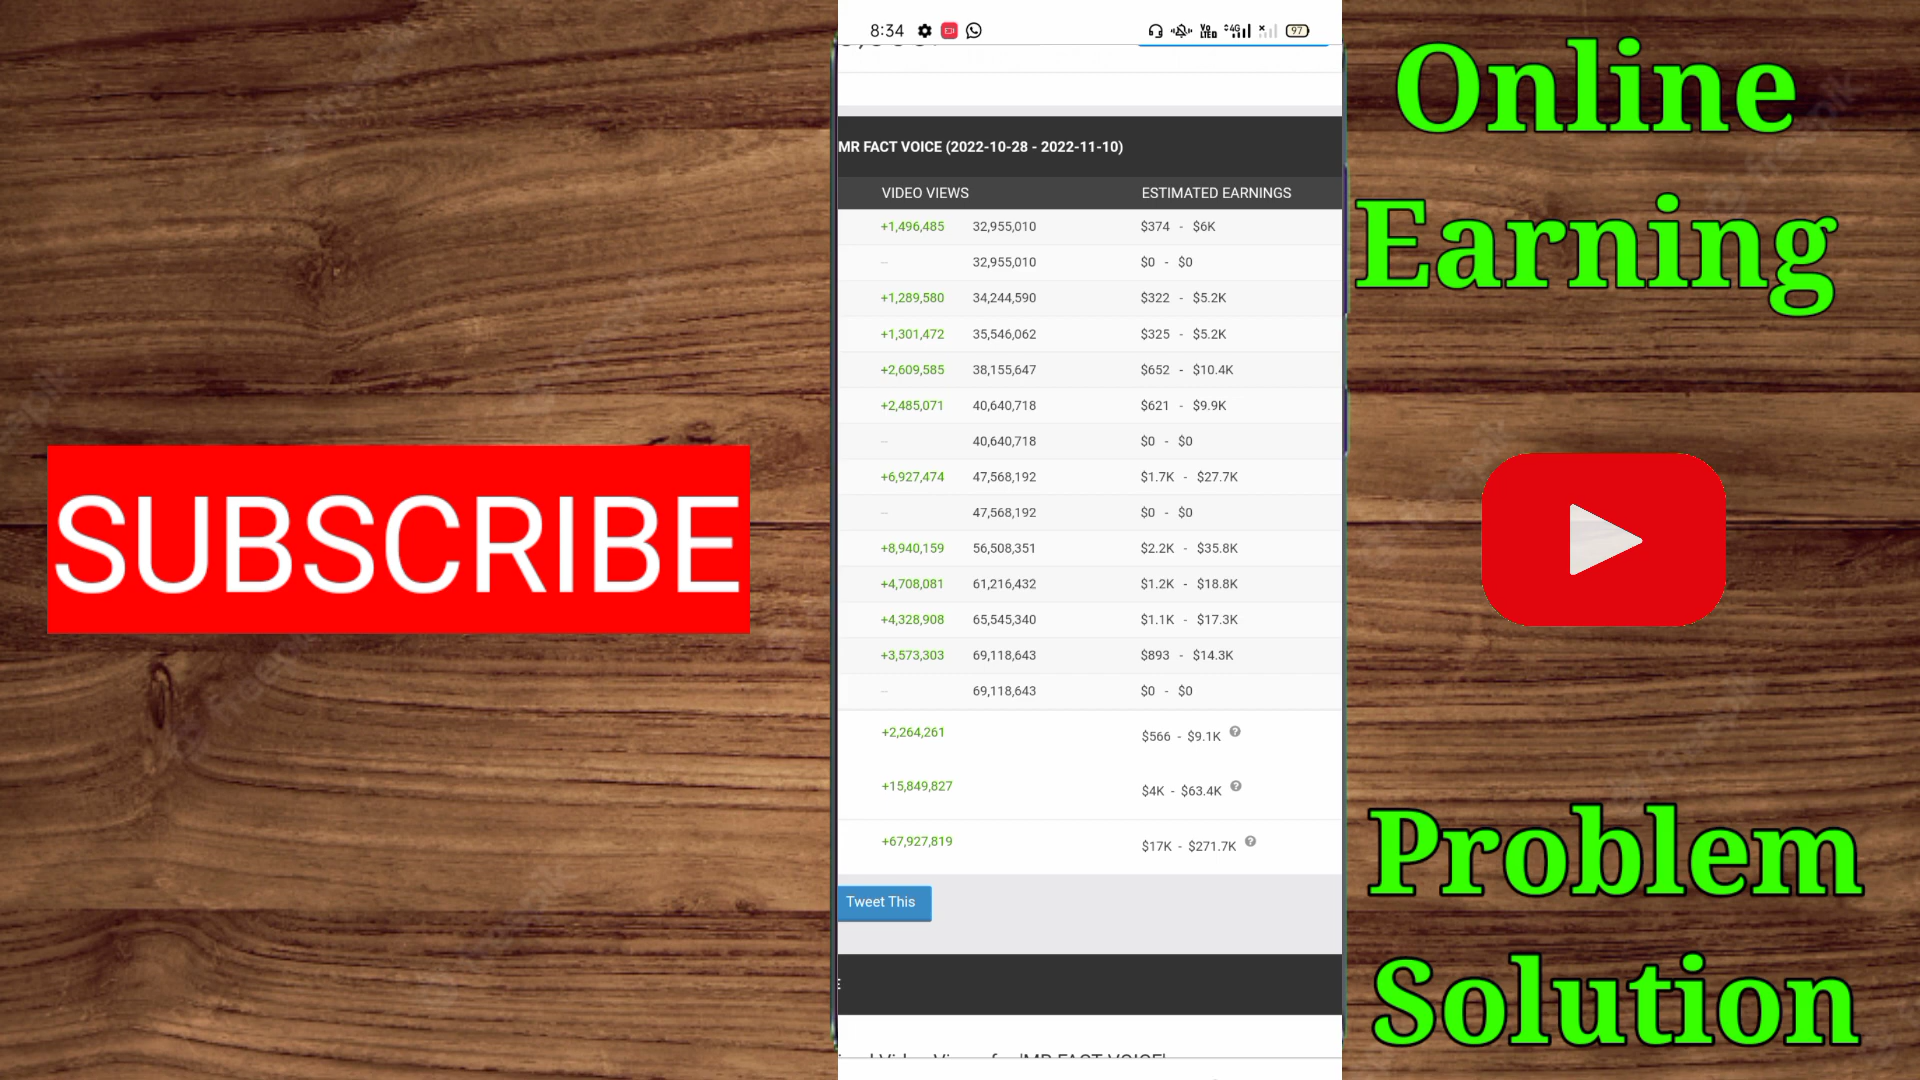 8:34
97
MR FACT VOICE (2022-10-28 - 2022-11-10)
VIDEO VIEWS ESTIMATED EARNINGS
+1,496,485 32,955,010 $374 - $6K
-- 32,955,010 $0 - $0
+1,289,580 34,244,590 $322 - $5.2K
+1,301,472 35,546,062 $325 - $5.2K
+2,609,585 38,155,647 $652 - $10.4K
+2,485,071 40,640,718 $621 - $9.9K
-- 40,640,718 $0 - $0
+6,927,474 47,568,192 $1.7K - $27.7K
-- 47,568,192 $0 - $0
+8,940,159 56,508,351 $2.2K - $35.8K
+4,708,081 61,216,432 $1.2K - $18.8K
+4,328,908 65,545,340 $1.1K - $17.3K
+3,573,303 69,118,643 $893 - $14.3K
-- 69,118,643 $0 - $0
+2,264,261 $566 - $9.1K ?
+15,849,827 $4K - $63.4K ?
+67,927,819 $17K - $271.7K ?
Tweet This
Video Views for 'MR FACT VOICE'
SUBSCRIBE
Online
Earning
Problem
Solution